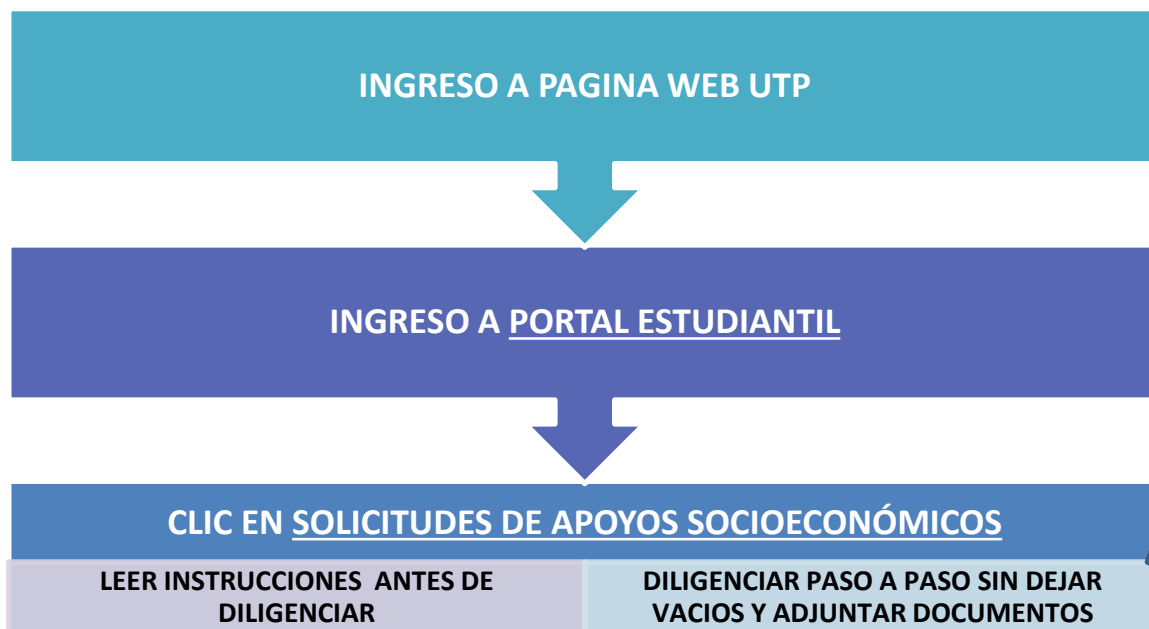 INGRESO A PAGINA WEB UTP
INGRESO A PORTAL ESTUDIANTIL
CLIC EN SOLICITUDES DE APOYOS SOCIOECONÓMICOS
LEER INSTRUCCIONES ANTES DE
DILIGENCIAR
DILIGENCIAR PASO A PASO SIN DEJAR
VACIOS Y ADJUNTAR DOCUMENTOS